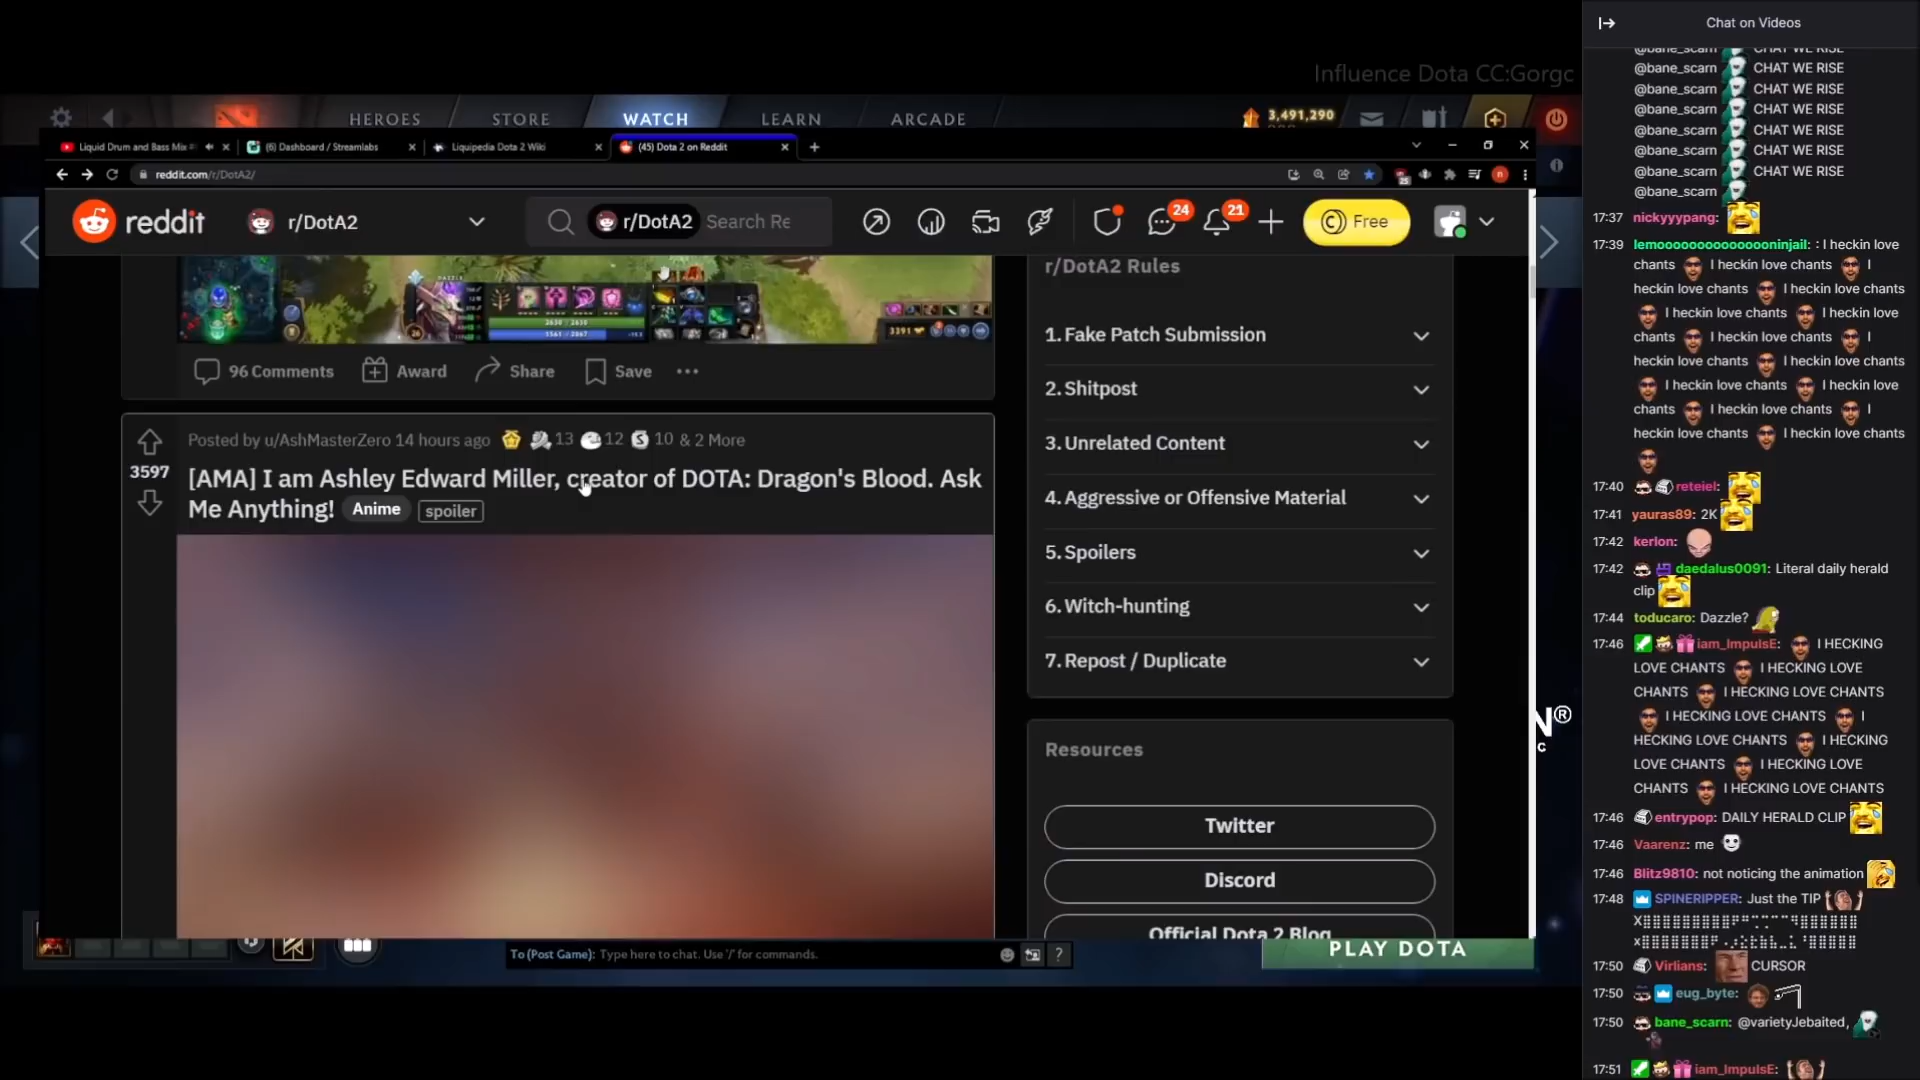 Influence Dota CC:Gorgc
HEROES STORE WATCH LEARN ARCADE 3,491,290
Liquid Drum and Bass Mix (6) Dashboard / Streamlabs Liquipedia Dota 2 Wiki (45) Dota 2 on Reddit
reddit.com/r/DotA2/
reddit r/DotA2 r/DotA2 Search Re 24 21 Free
96 Comments Award Share Save
Posted by u/AshMasterZero 14 hours ago 13 12 10 & 2 More
3597
[AMA] I am Ashley Edward Miller, creator of DOTA: Dragon's Blood. Ask
Me Anything! Anime spoiler
r/DotA2 Rules
1. Fake Patch Submission
2. Shitpost
3. Unrelated Content
4. Aggressive or Offensive Material
5. Spoilers
6. Witch-hunting
7. Repost / Duplicate
Resources
Twitter
Discord
Official Dota 2 Blog
To (Post Game): Type here to chat. Use '/' for commands.
PLAY DOTA
Chat on Videos
@bane_scarn CHAT WE RISE
@bane_scarn CHAT WE RISE
@bane_scarn CHAT WE RISE
@bane_scarn CHAT WE RISE
@bane_scarn CHAT WE RISE
@bane_scarn CHAT WE RISE
@bane_scarn CHAT WE RISE
@bane_scarn
17:37 nickyyypang:
17:39 lemoooooooooooooooninjail: : I heckin love
chants I heckin love chants I
heckin love chants I heckin love chants
I heckin love chants I heckin love
chants I heckin love chants I
heckin love chants I heckin love chants
I heckin love chants I heckin love
chants I heckin love chants I
heckin love chants I heckin love chants
17:40 reteiel:
17:41 yauras89: 2K
17:42 kerlon:
17:42 daedalus0091: Literal daily herald
clip
17:44 toducaro: Dazzle?
17:46 iam_ImpulsE: I HECKING
LOVE CHANTS I HECKING LOVE
CHANTS I HECKING LOVE CHANTS
I HECKING LOVE CHANTS I
HECKING LOVE CHANTS I HECKING
LOVE CHANTS I HECKING LOVE
CHANTS I HECKING LOVE CHANTS
17:46 entrypop: DAILY HERALD CLIP
17:46 Vaarenz: me
17:46 Blitz9810: not noticing the animation
17:48 SPINERIPPER: Just the TIP
17:50 Virlians: CURSOR
17:50 eug_byte:
17:50 bane_scarn: @varietyJebaited,
17:51 iam_ImpulsE: